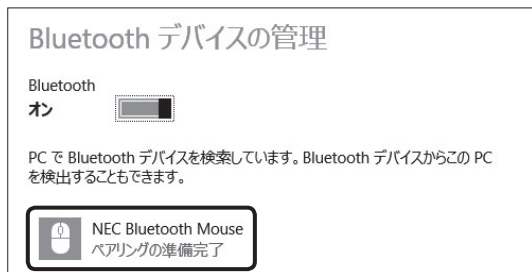 Bluetooth デバイスの管理
Bluetooth
オン
PC で Bluetooth デバイスを検索しています。Bluetooth デバイスからこの PC
を検出することもできます。
NEC Bluetooth Mouse
ペアリングの準備完了